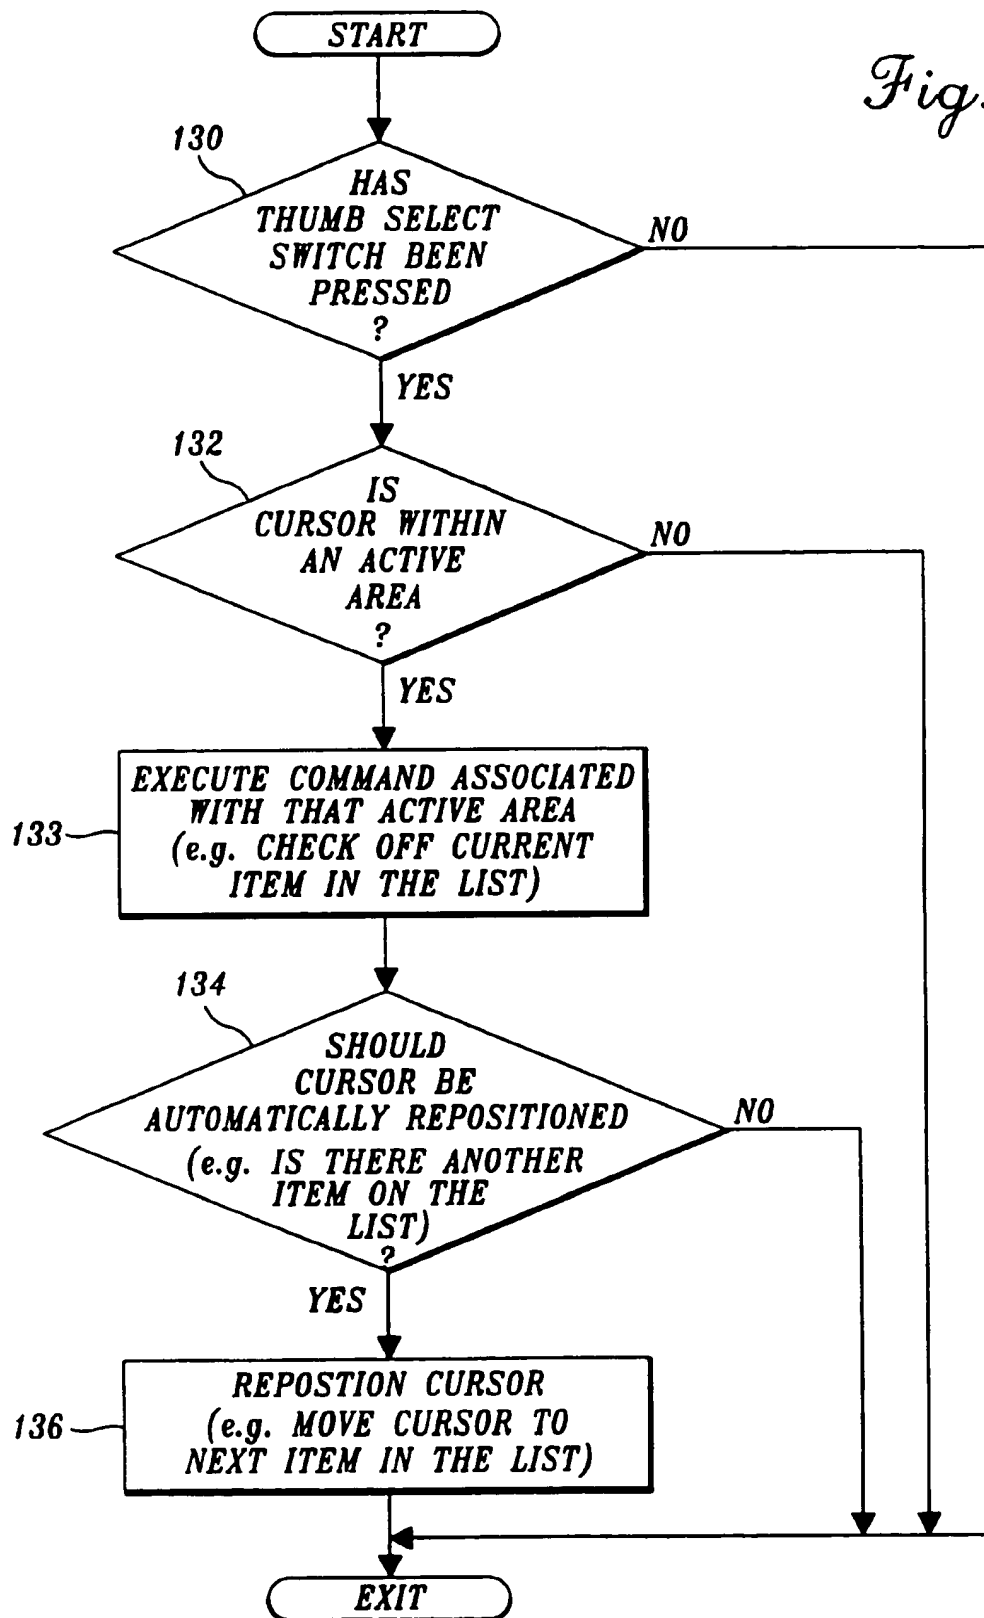 START
Fig.
130
HAS
THUMB SELECT
SWITCH BEEN
PRESSED
?
NO
YES
132
IS
CURSOR WITHIN
AN ACTIVE
AREA
?
NO
YES
133
EXECUTE COMMAND ASSOCIATED
WITH THAT ACTIVE AREA
(e.g. CHECK OFF CURRENT
ITEM IN THE LIST)
134
SHOULD
CURSOR BE
AUTOMATICALLY REPOSITIONED
(e.g. IS THERE ANOTHER
ITEM ON THE
LIST)
?
NO
YES
136
REPOSTION CURSOR
(e.g. MOVE CURSOR TO
NEXT ITEM IN THE LIST)
EXIT